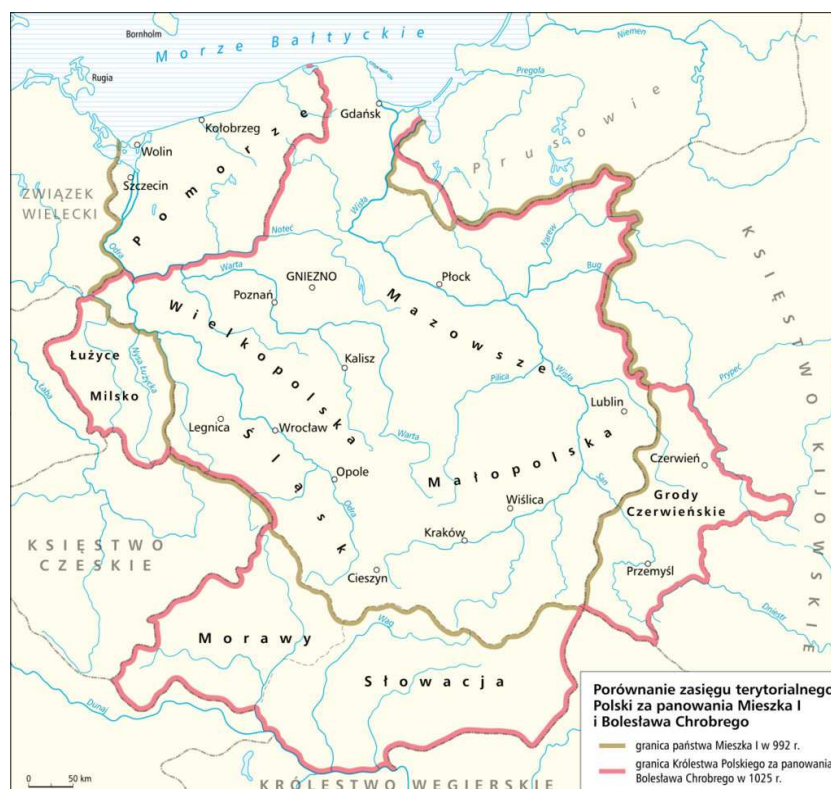 Bornholm
Morze Bałtyckie
Niemen
Rugia
Pregoła
Gdańsk
Kołobrzeg
Prusowie
Wolin
Pomorze
Szczecin
ZWIĄZEK
WIELECKI
Wisła
Odra
Noteć
Narew
KSIĘSTWO KIJOWSKIE
Warta
GNIEZNO
Płock
Bug
Poznań
Wielkopolska
Mazowsze
Łużyce
Nysa Łużycka
Kalisz
Milsko
Pilica
Wisła
Prypeć
Łaba
Lublin
Legnica
Wrocław
Warta
Śląsk
Małopolska
Czerwień
Opole
San
Grody
Czerwieńskie
Odra
Wiślica
KSIĘSTWO
CZESKIE
Kraków
Cieszyn
Przemyśl
Dniestr
Wag
Morawy
Słowacja
Dunaj
Porównanie zasięgu terytorialnego
Polski za panowania Mieszka I
i Bolesława Chrobrego
granica państwa Mieszka I w 992 r.
granica Królestwa Polskiego za panowania
Bolesława Chrobrego w 1025 r.
0 50 km
KRÓLESTWO WĘGIERSKIE